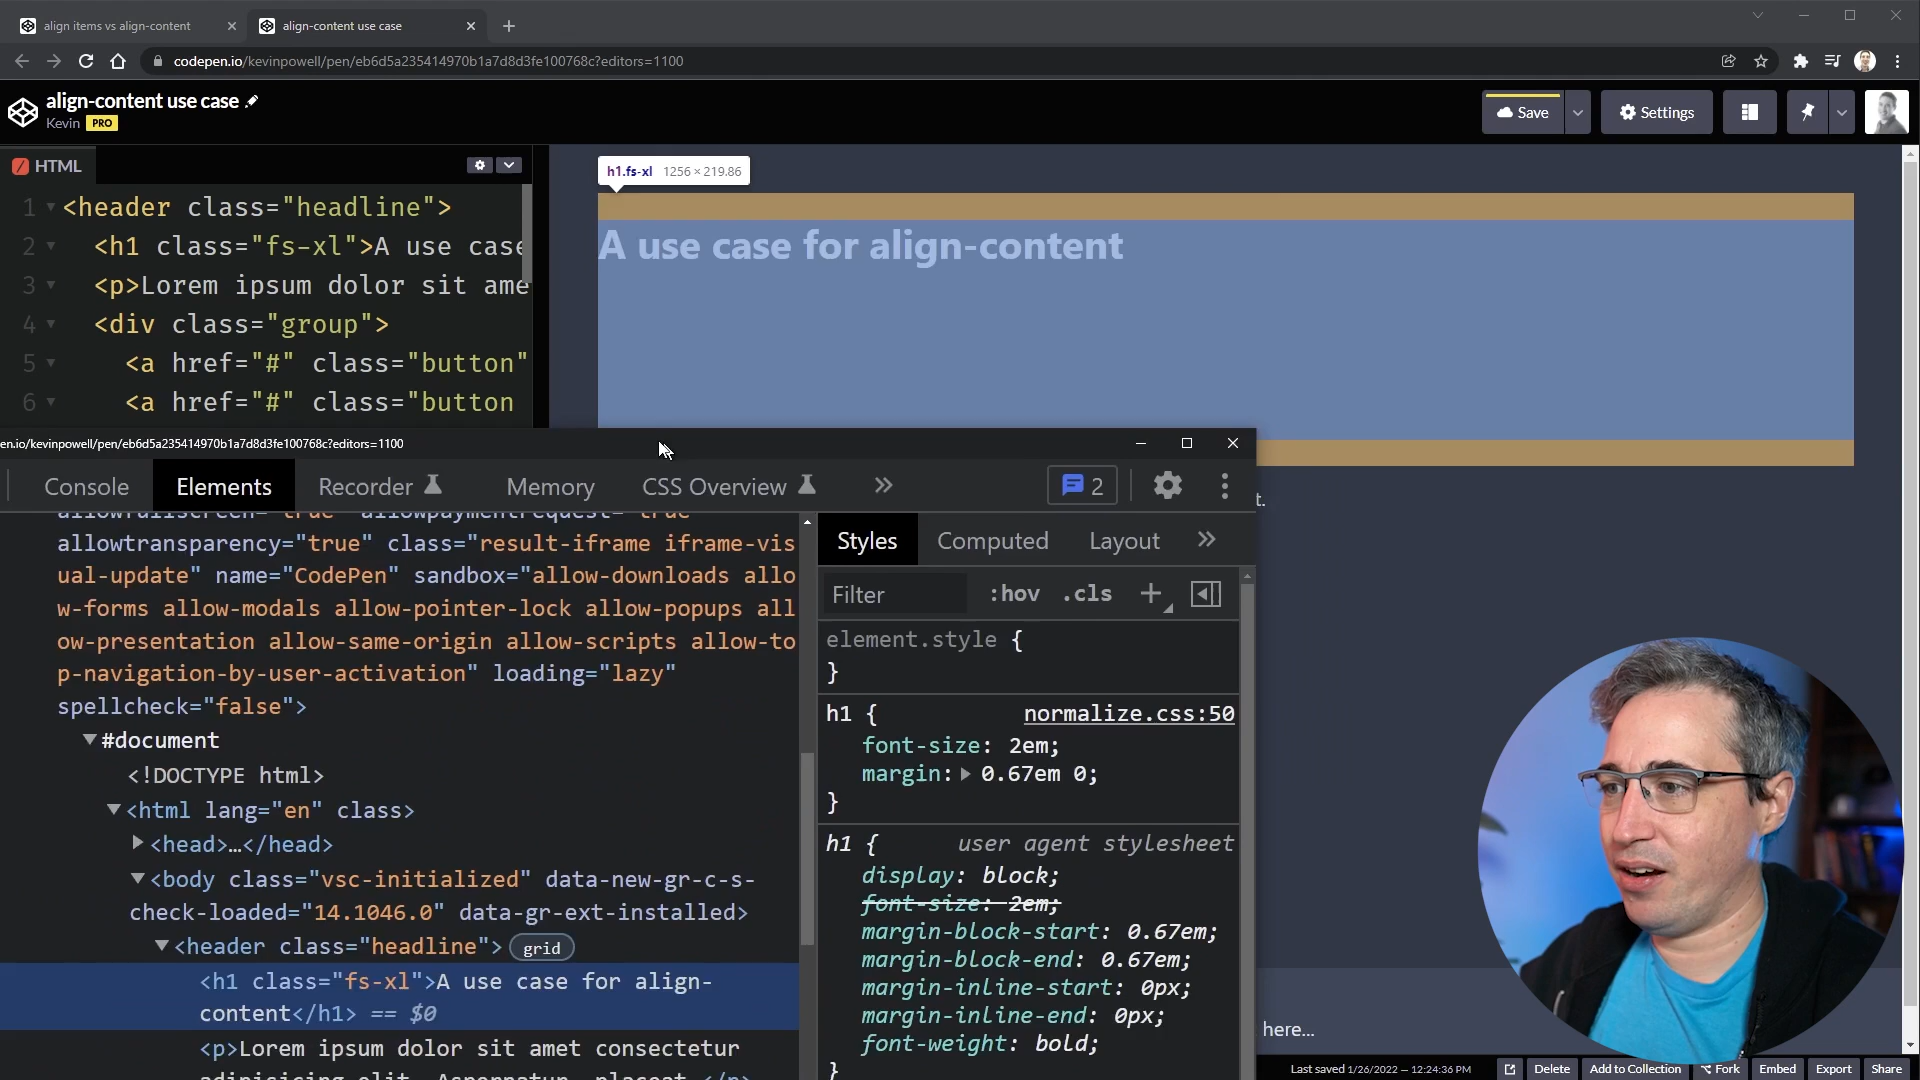 align items vs align-content
align-content use case
codepen.io/kevinpowell/pen/eb6d5a235414970b1a7d8d3fe100768c?editors=1100
align-content use case
Kevin PRO
Save
Settings
HTML
1 <header class="headline">
2 <h1 class="fs-xl">A use case
3 <p>Lorem ipsum dolor sit ame
4 <div class="group">
5 <a href="#" class="button"
6 <a href="#" class="button
h1.fs-xl 1256 × 219.86
A use case for align-content
t.
here...
en.io/kevinpowell/pen/eb6d5a235414970b1a7d8d3fe100768c?editors=1100
Console Elements Recorder Memory CSS Overview 2
allowfullscreen="true" allowpaymentrequest="true"
allowtransparency="true" class="result-iframe iframe-vis
ual-update" name="CodePen" sandbox="allow-downloads allo
w-forms allow-modals allow-pointer-lock allow-popups all
ow-presentation allow-same-origin allow-scripts allow-to
p-navigation-by-user-activation" loading="lazy"
spellcheck="false">
#document
<!DOCTYPE html>
<html lang="en" class>
<head>…</head>
<body class="vsc-initialized" data-new-gr-c-s-
check-loaded="14.1046.0" data-gr-ext-installed>
<header class="headline"> grid
<h1 class="fs-xl">A use case for align-
content</h1> == $0
<p>Lorem ipsum dolor sit amet consectetur
adipisicing elit. Aspernatur, placeat.</p>
Styles Computed Layout
Filter :hov .cls
element.style {
}
h1 { normalize.css:50
font-size: 2em;
margin: 0.67em 0;
}
h1 { user agent stylesheet
display: block;
font-size: 2em;
margin-block-start: 0.67em;
margin-block-end: 0.67em;
margin-inline-start: 0px;
margin-inline-end: 0px;
font-weight: bold;
}
Last saved 1/26/2022 — 12:24:36 PM Delete Add to Collection Fork Embed Export Share